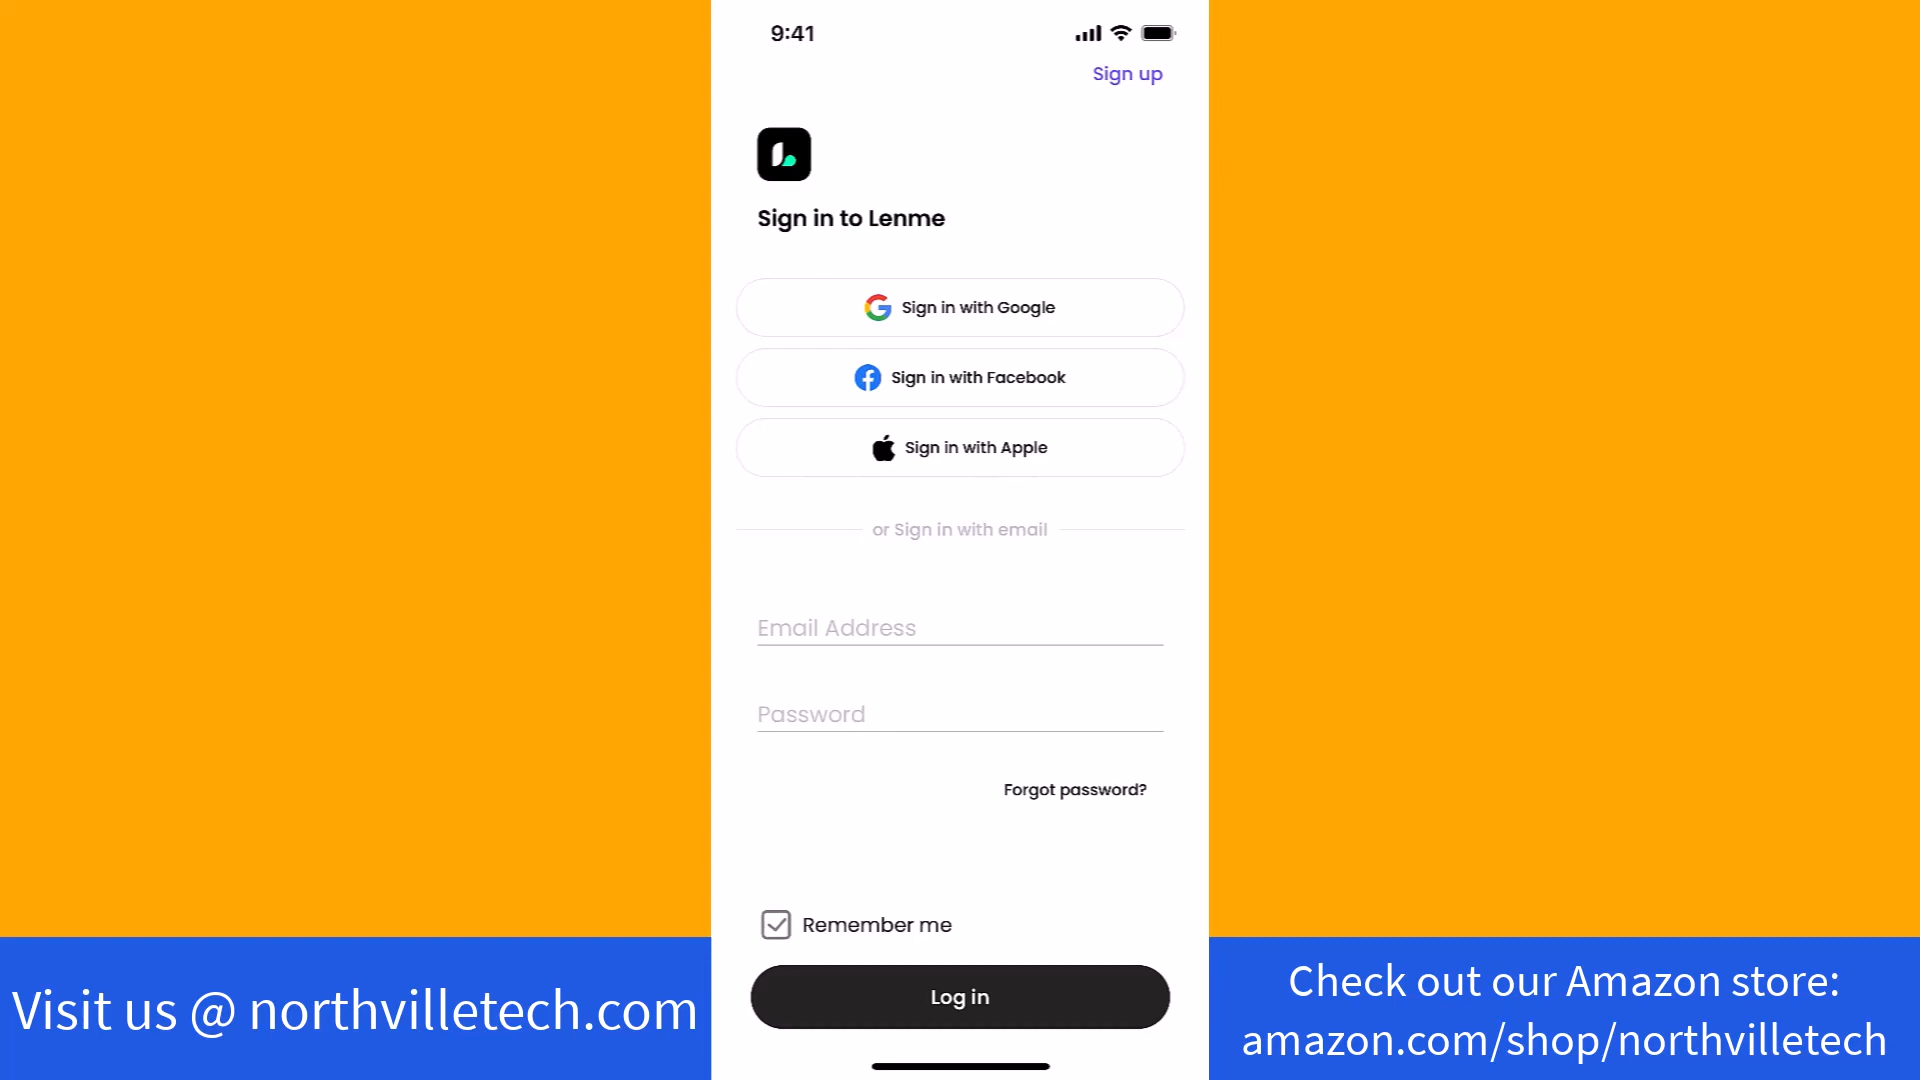 9:41
Sign up
Sign in to Lenme
Sign in with Google
Sign in with Facebook
Sign in with Apple
or Sign in with email
Email Address
Password
Forgot password?
Remember me
Log in
Visit us @ northvilletech.com
Check out our Amazon store:
amazon.com/shop/northvilletech